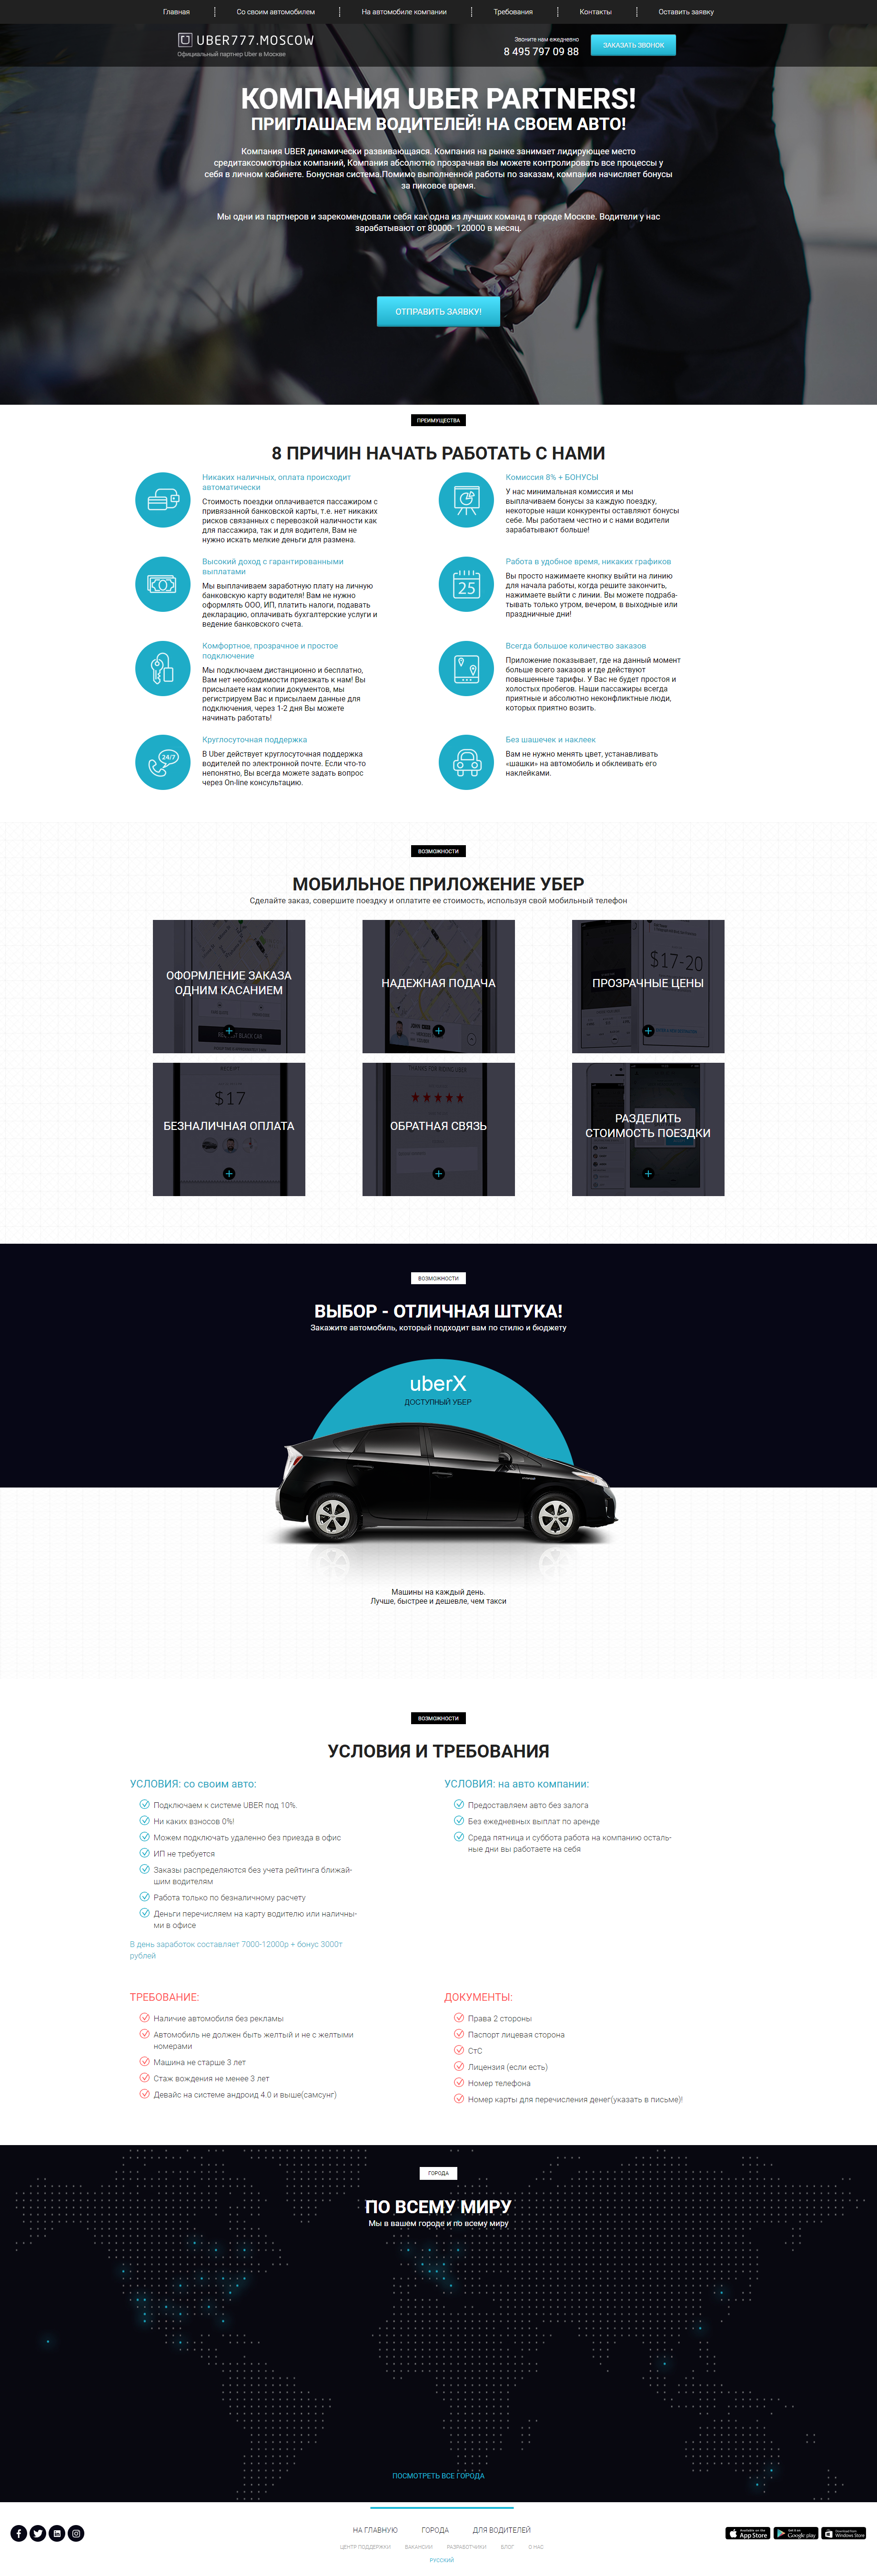 Главная
Со своим автомобилем
На автомобиле компании
Требования
Контакты
Оставить заявку
UBER777.MOSCOW
Официальный партнер Uber в Москве
Звоните нам ежедневно
8 495 797 09 88
ЗАКАЗАТЬ ЗВОНОК
КОМПАНИЯ UBER PARTNERS!
ПРИГЛАШАЕМ ВОДИТЕЛЕЙ! НА СВОЕМ АВТО!
Компания UBER динамически развивающаяся. Компания на рынке занимает лидирующее место
средитаксомоторных компаний, Компания абсолютно прозрачная вы можете контролировать все процессы у
себя в личном кабинете. Бонусная система.Помимо выполненной работы по заказам, компания начисляет бонусы
за пиковое время.
Мы одни из партнеров и зарекомендовали себя как одна из лучших команд в городе Москве. Водители у нас
зарабатывают от 80000- 120000 в месяц.
ОТПРАВИТЬ ЗАЯВКУ!
ПРЕИМУЩЕСТВА
8 ПРИЧИН НАЧАТЬ РАБОТАТЬ С НАМИ
Никаких наличных, оплата происходит
автоматически
Стоимость поездки оплачивается пассажиром с
привязанной банковской карты, т.е. нет никаких
рисков связанных с перевозкой наличности как
для пассажира, так и для водителя, Вам не
нужно искать мелкие деньги для размена.
Комиссия 8% + БОНУСЫ
У нас минимальная комиссия и мы
выплачиваем бонусы за каждую поездку,
некоторые наши конкуренты оставляют бонусы
себе. Мы работаем честно и с нами водители
зарабатывают больше!
Высокий доход с гарантированными
выплатами
Мы выплачиваем заработную плату на личную
банковскую карту водителя! Вам не нужно
оформлять ООО, ИП, платить налоги, подавать
декларацию, оплачивать бухгалтерские услуги и
ведение банковского счета.
25
Работа в удобное время, никаких графиков
Вы просто нажимаете кнопку выйти на линию
для начала работы, когда решите закончить,
нажимаете выйти с линии. Вы можете подраба-
тывать только утром, вечером, в выходные или
праздничные дни!
Комфортное, прозрачное и простое
подключение
Мы подключаем дистанционно и бесплатно,
Вам нет необходимости приезжать к нам! Вы
присылаете нам копии документов, мы
регистрируем Вас и присылаем данные для
подключения, через 1-2 дня Вы можете
начинать работать!
Всегда большое количество заказов
Приложение показывает, где на данный момент
больше всего заказов и где действуют
повышенные тарифы. У Вас не будет простоя и
холостых пробегов. Наши пассажиры всегда
приятные и абсолютно неконфликтные люди,
которых приятно возить.
24/7
Круглосуточная поддержка
В Uber действует круглосуточная поддержка
водителей по электронной почте. Если что-то
непонятно, Вы всегда можете задать вопрос
через On-line консультацию.
Без шашечек и наклеек
Вам не нужно менять цвет, устанавливать
«шашки» на автомобиль и обклеивать его
наклейками.
ВОЗМОЖНОСТИ
МОБИЛЬНОЕ ПРИЛОЖЕНИЕ УБЕР
Сделайте заказ, совершите поездку и оплатите ее стоимость, используя свой мобильный телефон
ОФОРМЛЕНИЕ ЗАКАЗА
ОДНИМ КАСАНИЕМ
НАДЕЖНАЯ ПОДАЧА
$17-20
ПРОЗРАЧНЫЕ ЦЕНЫ
$17
БЕЗНАЛИЧНАЯ ОПЛАТА
THANKS FOR RIDING UBER
ОБРАТНАЯ СВЯЗЬ
РАЗДЕЛИТЬ
СТОИМОСТЬ ПОЕЗДКИ
ВОЗМОЖНОСТИ
ВЫБОР - ОТЛИЧНАЯ ШТУКА!
Закажите автомобиль, который подходит вам по стилю и бюджету
uberX
ДОСТУПНЫЙ УБЕР
Машины на каждый день.
Лучше, быстрее и дешевле, чем такси
ВОЗМОЖНОСТИ
УСЛОВИЯ И ТРЕБОВАНИЯ
УСЛОВИЯ: со своим авто:
Подключаем к системе UBER под 10%.
Ни каких взносов 0%!
Можем подключать удаленно без приезда в офис
ИП не требуется
Заказы распределяются без учета рейтинга ближай-
шим водителям
Работа только по безналичному расчету
Деньги перечисляем на карту водителю или наличны-
ми в офисе
В день заработок составляет 7000-12000р + бонус 3000т
рублей
УСЛОВИЯ: на авто компании:
Предоставляем авто без залога
Без ежедневных выплат по аренде
Среда пятница и суббота работа на компанию осталь-
ные дни вы работаете на себя
ТРЕБОВАНИЕ:
Наличие автомобиля без рекламы
Автомобиль не должен быть желтый и не с желтыми
номерами
Машина не старше 3 лет
Стаж вождения не менее 3 лет
Девайс на системе андроид 4.0 и выше(самсунг)
ДОКУМЕНТЫ:
Права 2 стороны
Паспорт лицевая сторона
СтС
Лицензия (если есть)
Номер телефона
Номер карты для перечисления денег(указать в письме)!
ГОРОДА
ПО ВСЕМУ МИРУ
Мы в вашем городе и по всему миру
ПОСМОТРЕТЬ ВСЕ ГОРОДА
НА ГЛАВНУЮ
ГОРОДА
ДЛЯ ВОДИТЕЛЕЙ
ЦЕНТР ПОДДЕРЖКИ
ВАКАНСИИ
РАЗРАБОТЧИКИ
БЛОГ
О НАС
РУССКИЙ
App Store
Google play
Windows Store